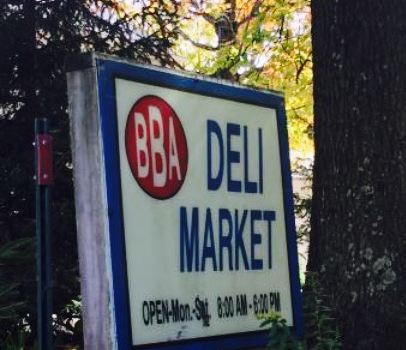 BBA
DELI
MARKET
OPEN-Mon.-Sat. 8:00 AM - 6:00 PM